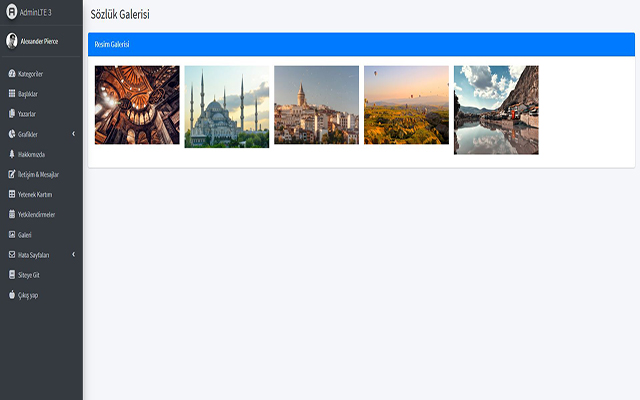 AdminLTE 3
Alexander Pierce
Kategoriler
Başlıklar
Yazarlar
Grafikler
Hakkımızda
İletişim & Mesajlar
Yetenek Kartım
Yetkilendirmeler
Galeri
Hata Sayfaları
Siteye Git
Çıkış yap
Sözlük Galerisi
Resim Galerisi